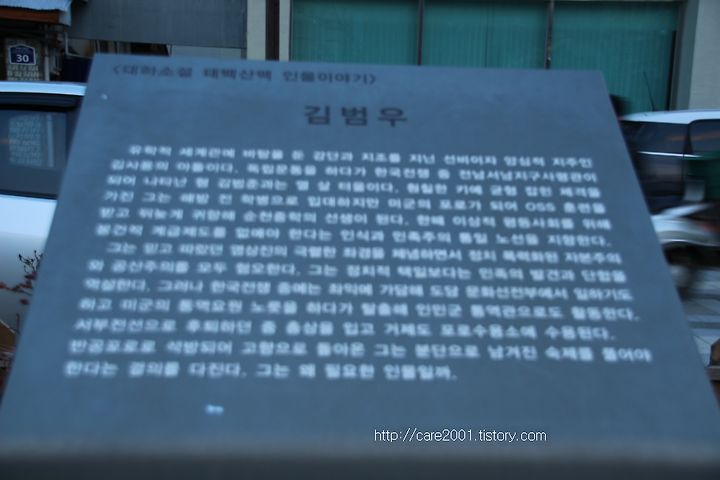 30
<대하소설 태백산맥 인물이야기>
김범우
유학적 세계관에 바탕을 둔 강단과 지조를 지닌 선비이자 양심적 지주인
김사용의 아들이다. 독립운동을 하다가 한국전쟁 중 전남서남지구사령관이
되어 나타난 형 김범준과는 열 살 터울이다. 훤칠한 키에 균형 잡힌 체격을
가진 그는 해방 전 학병으로 입대하지만 미군의 포로가 되어 OSS 훈련을
받고 뒤늦게 귀향해 순천중학의 선생이 된다. 한때 이상적 평등사회를 위해
봉건적 계급제도를 없애야 한다는 인식과 민족주의 통일 노선을 지향한다.
그는 믿고 따랐던 염상진의 극렬한 좌경을 체념하면서 정치 폭력화된 자본주의
와 공산주의를 모두 혐오한다. 그는 정치적 택일보다는 민족의 발견과 단합을
역설한다. 그러나 한국전쟁 중에는 좌익에 가담해 도당 문화선전부에서 일하기도
하고 미군의 통역요원 노릇을 하다가 탈출해 인민군 통역관으로도 활동한다.
서부전선으로 후퇴하던 중 총상을 입고 거제도 포로수용소에 수용된다.
반공포로로 석방되어 고향으로 돌아온 그는 분단으로 남겨진 숙제를 풀어야
한다는 결의를 다진다. 그는 왜 필요한 인물일까.
http://care2001.tistory.com